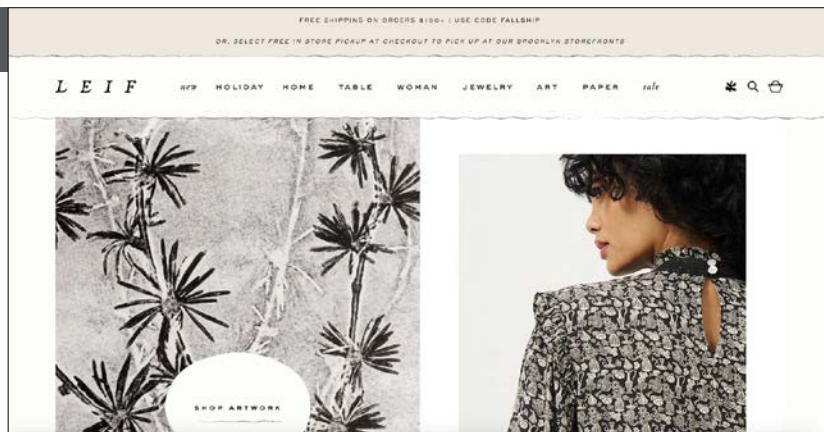 FREE SHIPPING ON ORDERS $100+ | USE CODE FALLSHIP
OR, SELECT FREE IN STORE PICKUP AT CHECKOUT TO PICK UP AT OUR BROOKLYN STOREFRONTS
LEIF new HOLIDAY HOME TABLE WOMAN JEWELRY ART PAPER sale
SHOP ARTWORK